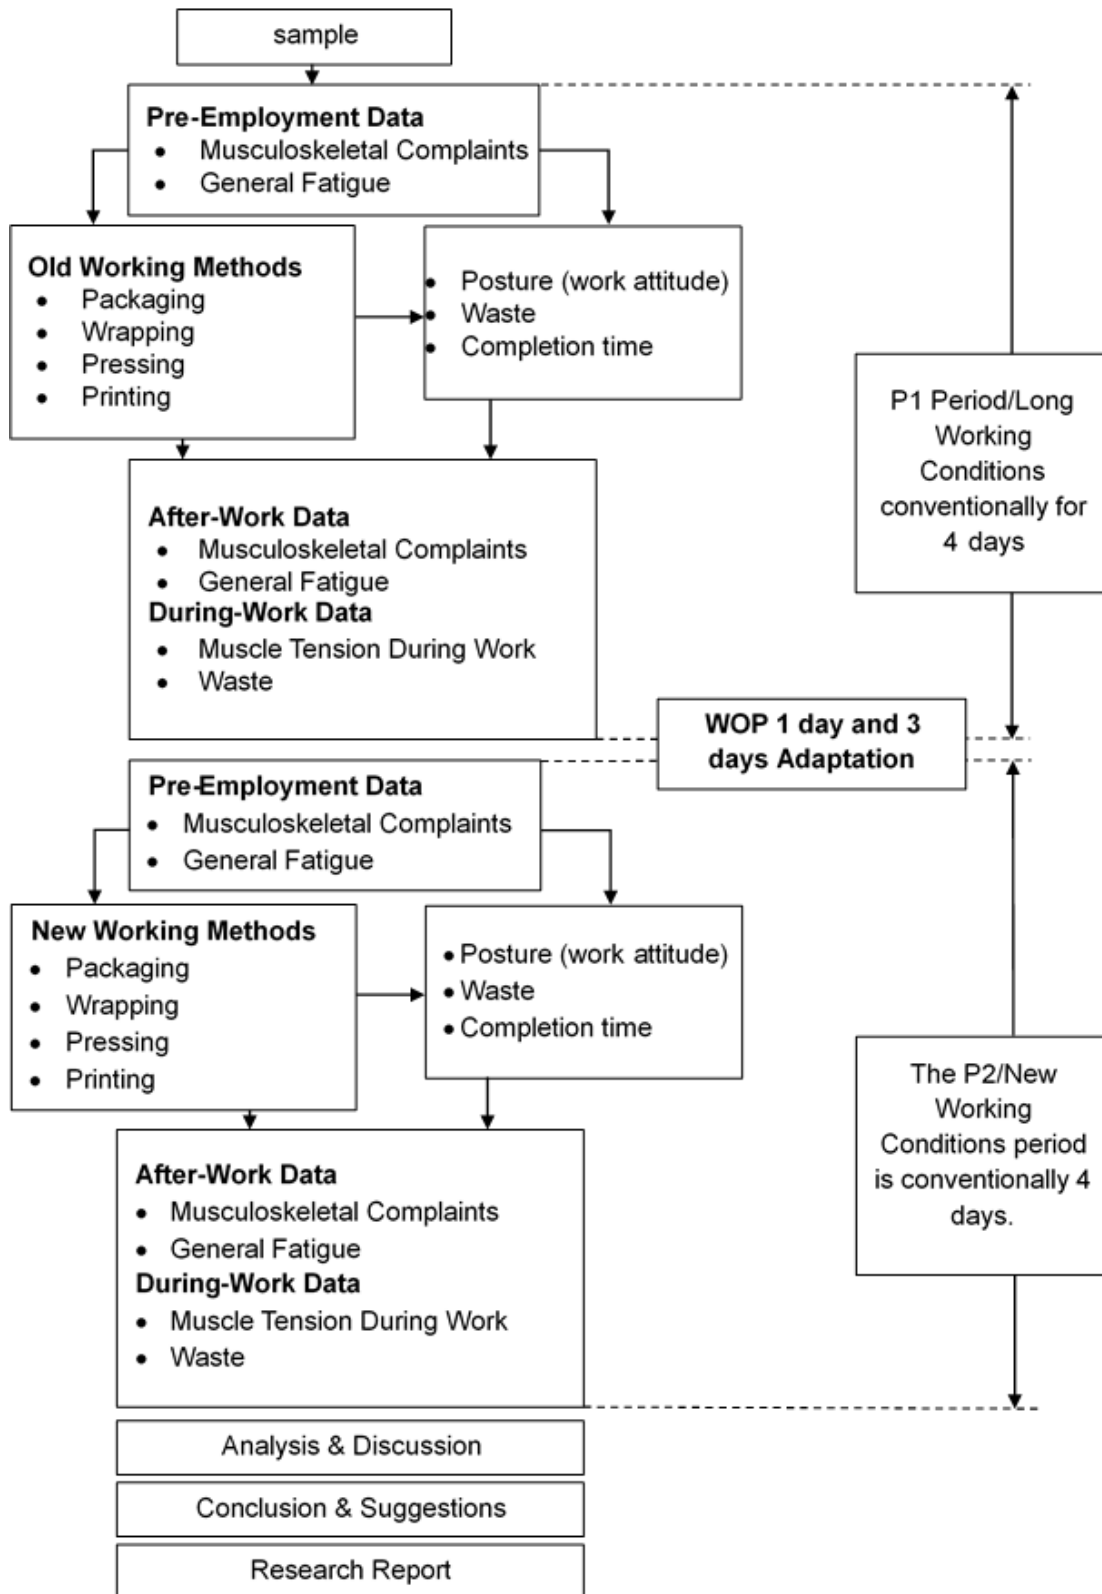 sample
Pre-Employment Data
• Musculoskeletal Complaints
• General Fatigue
Old Working Methods
• Packaging
• Wrapping
• Pressing
• Printing
• Posture (work attitude)
• Waste
• Completion time
After-Work Data
• Musculoskeletal Complaints
• General Fatigue
During-Work Data
• Muscle Tension During Work
• Waste
P1 Period/Long
Working
Conditions
conventionally for
4 days
WOP 1 day and 3
days Adaptation
Pre-Employment Data
• Musculoskeletal Complaints
• General Fatigue
New Working Methods
• Packaging
• Wrapping
• Pressing
• Printing
• Posture (work attitude)
• Waste
• Completion time
After-Work Data
• Musculoskeletal Complaints
• General Fatigue
During-Work Data
• Muscle Tension During Work
• Waste
The P2/New
Working
Conditions period
is conventionally 4
days.
Analysis & Discussion
Conclusion & Suggestions
Research Report